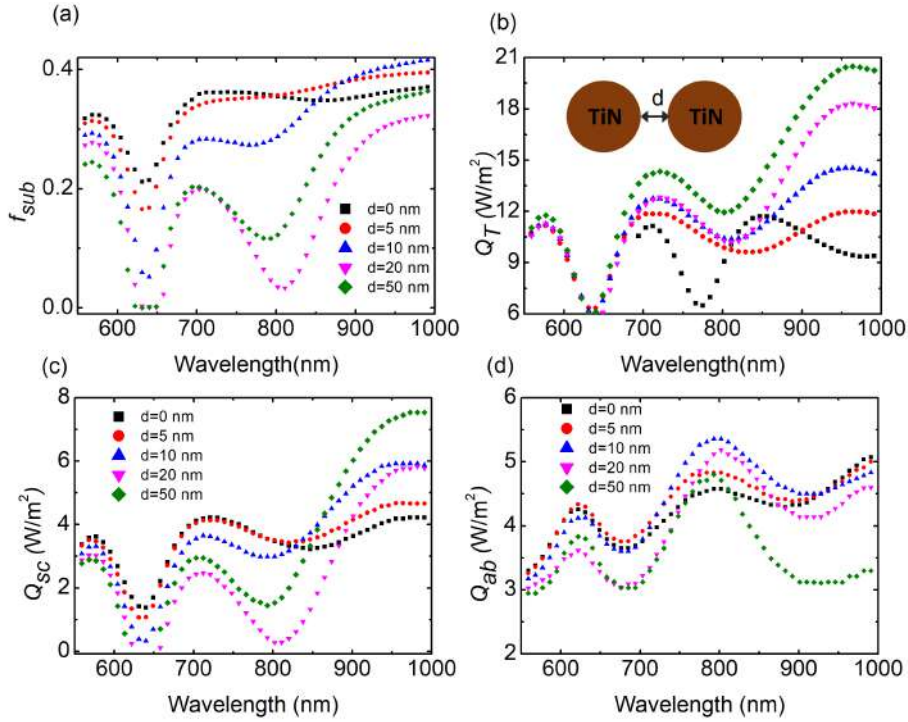 (a)
0.4
0.2
0.0
f_sub
d=0 nm
d=5 nm
d=10 nm
d=20 nm
d=50 nm
600 700 800 900 1000
Wavelength(nm)
(b)
21
18
15
12
9
6
Q_T (W/m²)
TiN d TiN
600 700 800 900 1000
Wavelength(nm)
(c)
8
6
4
2
0
Q_sc (W/m²)
d=0 nm
d=5 nm
d=10 nm
d=20 nm
d=50 nm
600 700 800 900 1000
Wavelength (nm)
(d)
6
5
4
3
2
Q_ab (W/m²)
d=0 nm
d=5 nm
d=10 nm
d=20 nm
d=50 nm
600 700 800 900 1000
Wavelength (nm)